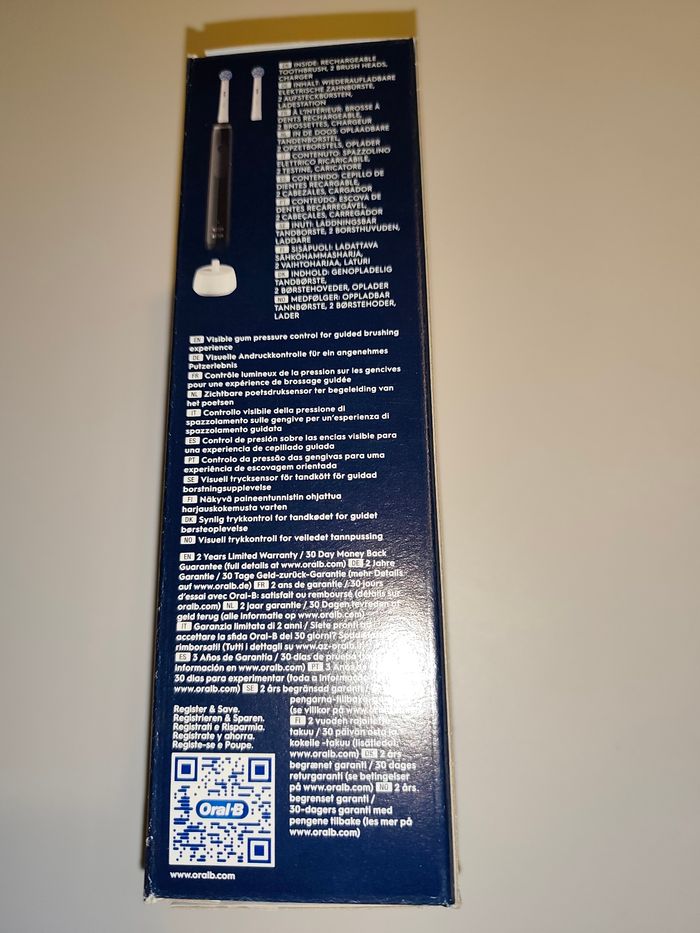 EN INSIDE: RECHARGEABLE
TOOTHBRUSH, 2 BRUSH HEADS,
CHARGER
DE INHALT: WIEDERAUFLADBARE
ELEKTRISCHE ZAHNBÜRSTE,
2 AUFSTECKBÜRSTEN,
LADESTATION
FR À L'INTÉRIEUR: BROSSE À
DENTS RECHARGEABLE,
2 BROSSETTES, CHARGEUR
NL IN DE DOOS: OPLAADBARE
TANDENBORSTEL,
2 OPZETBORSTELS, OPLADER
IT CONTENUTO: SPAZZOLINO
ELETTRICO RICARICABILE,
2 TESTINE, CARICATORE
ES CONTENIDO: CEPILLO DE
DIENTES RECARGABLE,
2 CABEZALES, CARGADOR
PT CONTEÚDO: ESCOVA DE
DENTES RECARREGÁVEL,
2 CABEÇALES, CARREGADOR
SE INUTI: LADDNINGSBAR
TANDBORSTE, 2 BORSTHUVUDEN,
LADDARE
FI SISÄPUOLI: LADATTAVA
SÄHKÖHAMMASHARJA,
2 VAIHTOHARJAA, LATURI
DK INDHOLD: GENOPLADELIG
TANDBØRSTE,
2 BØRSTEHOVEDER, OPLADER
NO MEDFØLGER: OPPLADBAR
TANNBØRSTE, 2 BØRSTEHODER,
LADER
EN Visible gum pressure control for guided brushing
experience
DE Visuelle Andruckkontrolle für ein angenehmes
Putzerlebnis
FR Contrôle lumineux de la pression sur les gencives
pour une expérience de brossage guidée
NL Zichtbare poetsdruksensor ter begeleiding van
het poetsen
IT Controllo visibile della pressione di
spazzolamento sulle gengive per un'esperienza di
spazzolamento guidata
ES Control de presión sobre las encías visible para
una experiencia de cepillado guiada
PT Controlo da pressão das gengivas para uma
experiência de escovagem orientada
SE Visuell trycksensor för tandkött för guidad
borstningsupplevelse
FI Näkyvä paineentunnistin ohjattua
harjauskokemusta varten
DK Synlig trykkontrol for tandkødet for guidet
børsteoplevelse
NO Visuell trykkontroll for veiledet tannpussing
EN 2 Years Limited Warranty / 30 Day Money Back
Guarantee (full details at www.oralb.com) DE 2 Jahre
Garantie / 30 Tage Geld-zurück-Garantie (mehr Details
auf www.oralb.de) FR 2 ans de garantie / 30 jours
d'essai avec Oral-B: satisfait ou remboursé (détails sur
oralb.com) NL 2 jaar garantie / 30 Dagen tevreden of
geld terug (alle informatie op www.oralb.com)
IT Garanzia limitata di 2 anni / Siete pronti ad
accettare la sfida Oral-B dei 30 giorni?
rimborsati! (Tutti i dettagli su www.az-oralb.it)
ES 3 Años de Garantía / 30 días de prueba
información en www.oralb.com) PT 3 Anos de
30 dias para experimentar (toda a
www.oralb.com) SE 2 års begränsad garanti /
pengarna-tillbaka
(se villkor på www.
FI 2 vuoden rajoitettu
takuu / 30 päivän osta ja
kokeile -takuu (lisätiedot:
www.oralb.com) DK 2 års
begrænset garanti / 30 dages
returgaranti (se betingelser
på www.oralb.com) NO 2 års
begrenset garanti /
30-dagers garanti med
pengene tilbake (les mer på
www.oralb.com)
Register & Save.
Registrieren & Sparen.
Registrati e Risparmia.
Regístrate y ahorra.
Registe-se e Poupe.
Oral-B
www.oralb.com